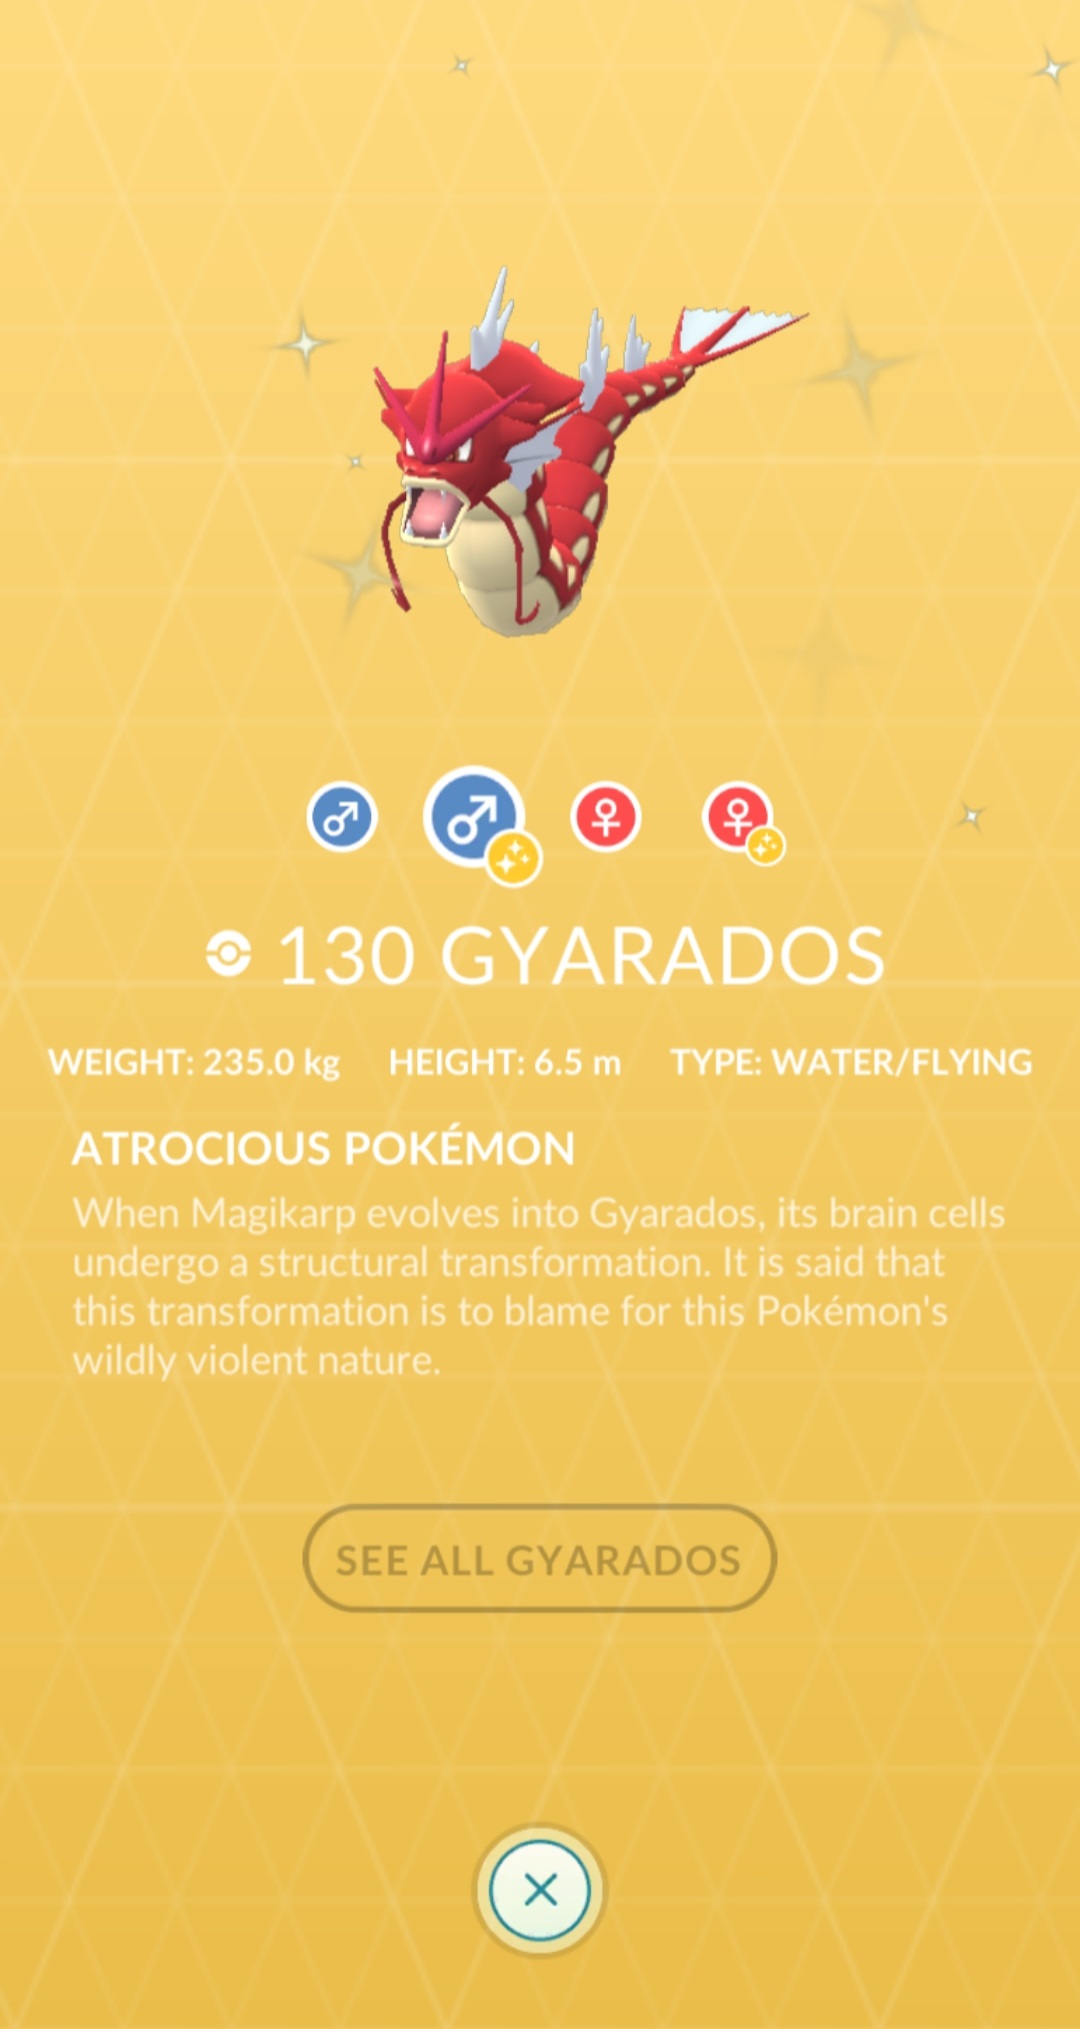 130 GYARADOS
WEIGHT: 235.0 kg HEIGHT: 6.5 m TYPE: WATER/FLYING
ATROCIOUS POKÉMON
When Magikarp evolves into Gyarados, its brain cells
undergo a structural transformation. It is said that
this transformation is to blame for this Pokémon's
wildly violent nature.
SEE ALL GYARADOS